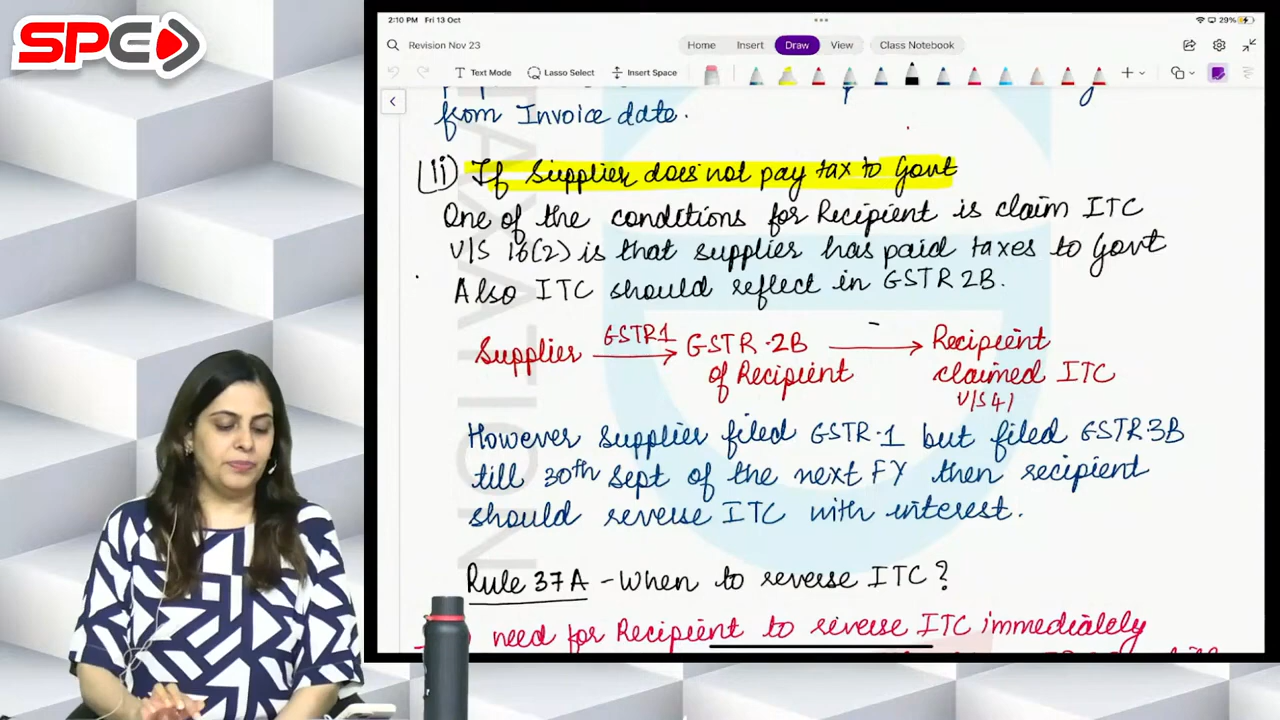 SPED
2:10 PM Fri 13 Oct
29%
Revision Nov 23
Home Insert Draw View Class Notebook
Text Mode Lasso Select Insert Space
from Invoice date.
(ii) If Supplier does not pay tax to Govt
One of the conditions for Recipient is claim ITC
U/S 16(2) is that supplier has paid taxes to Govt
Also ITC should reflect in GSTR 2B.
Supplier GSTR1 GSTR-2B Recipient
of Recipient claimed ITC
U/S 41
However supplier filed GSTR-1 but filed GSTR3B
till 30th Sept of the next FY then recipient
should reverse ITC with interest.
Rule 37A - When to reverse ITC?
need for Recipient to reverse ITC immediately